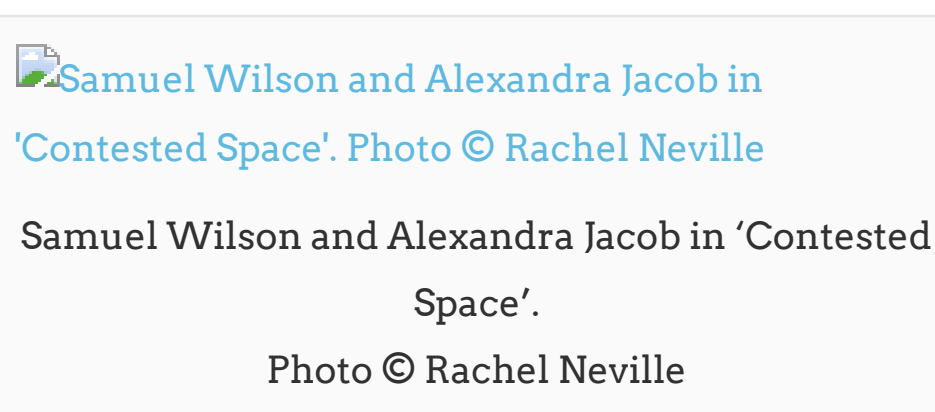 Samuel Wilson and Alexandra Jacob in
'Contested Space'. Photo © Rachel Neville
Samuel Wilson and Alexandra Jacob in ‘Contested
Space’.
Photo © Rachel Neville